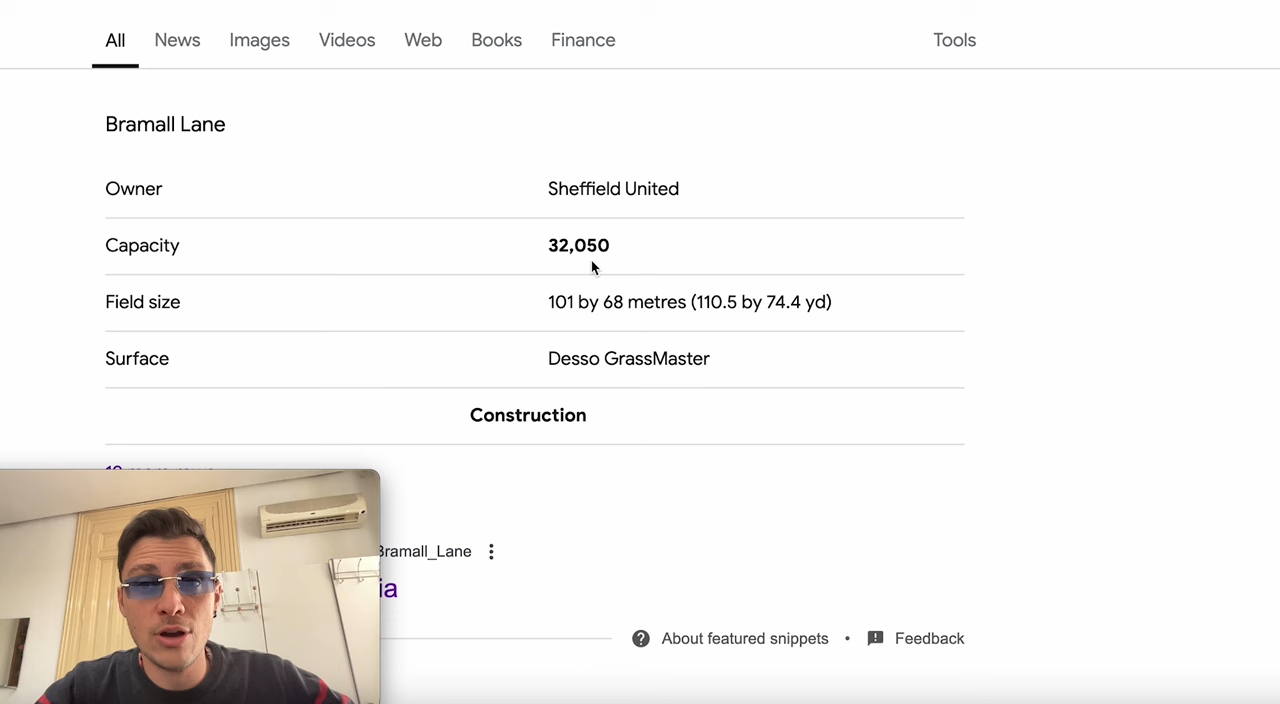 All News Images Videos Web Books Finance Tools
Bramall Lane
Owner Sheffield United
Capacity 32,050
Field size 101 by 68 metres (110.5 by 74.4 yd)
Surface Desso GrassMaster
Construction
Bramall_Lane
ia
About featured snippets • Feedback